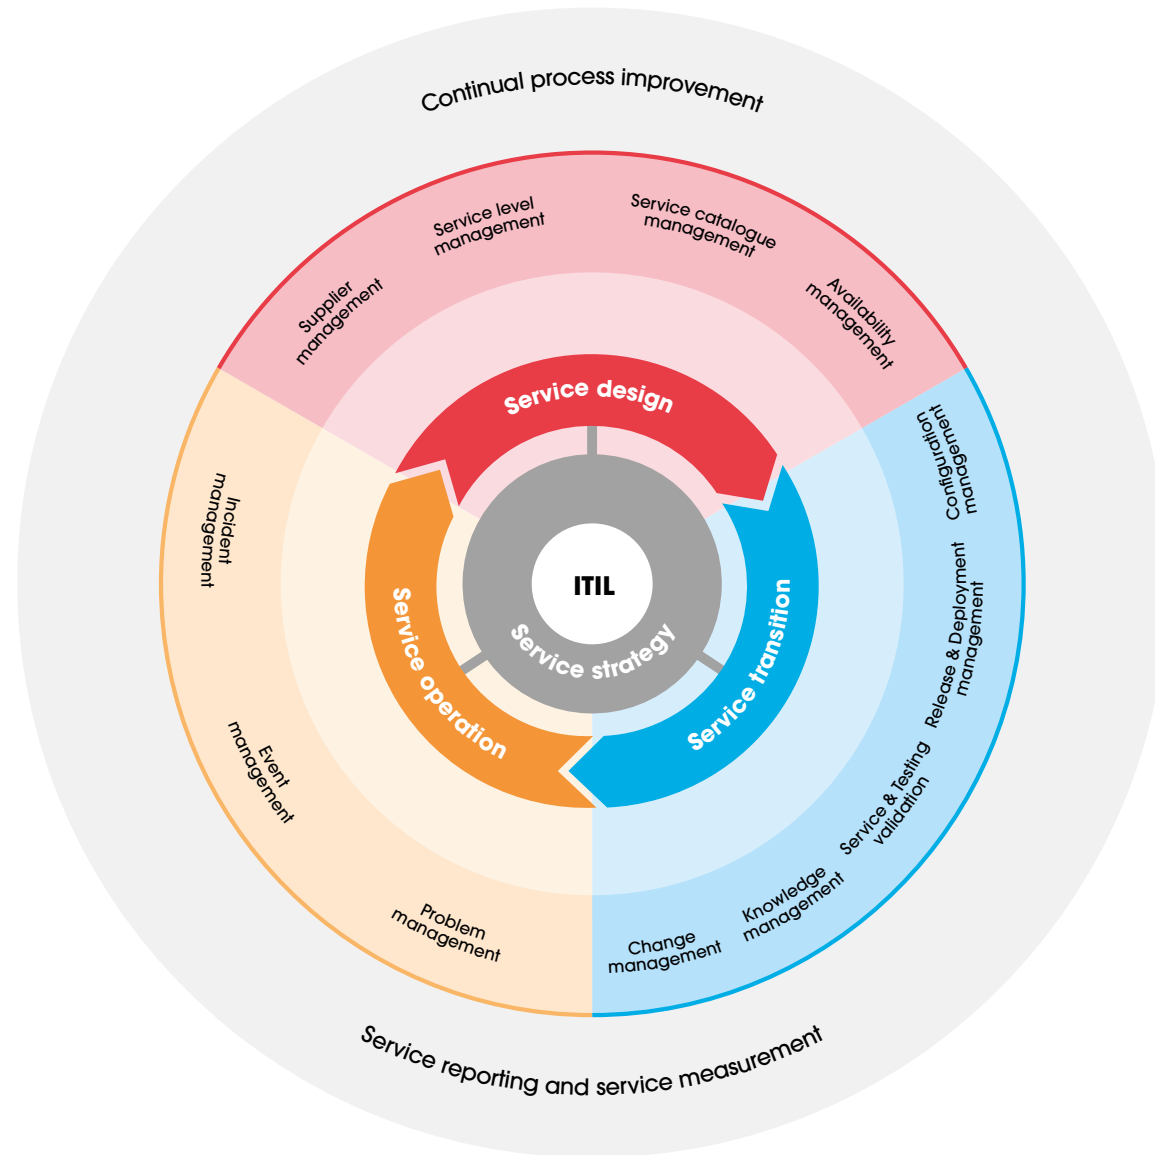 Continual process improvement
Service level
management
Service catalogue
management
Supplier
management
Availability
management
Service design
Configuration
management
Incident
management
Release & Deployment
management
ITIL
Service strategy
Service operation
Service transition
Event
management
Service & Testing
validation
Knowledge
management
Problem
management
Change
management
Service reporting and service measurement